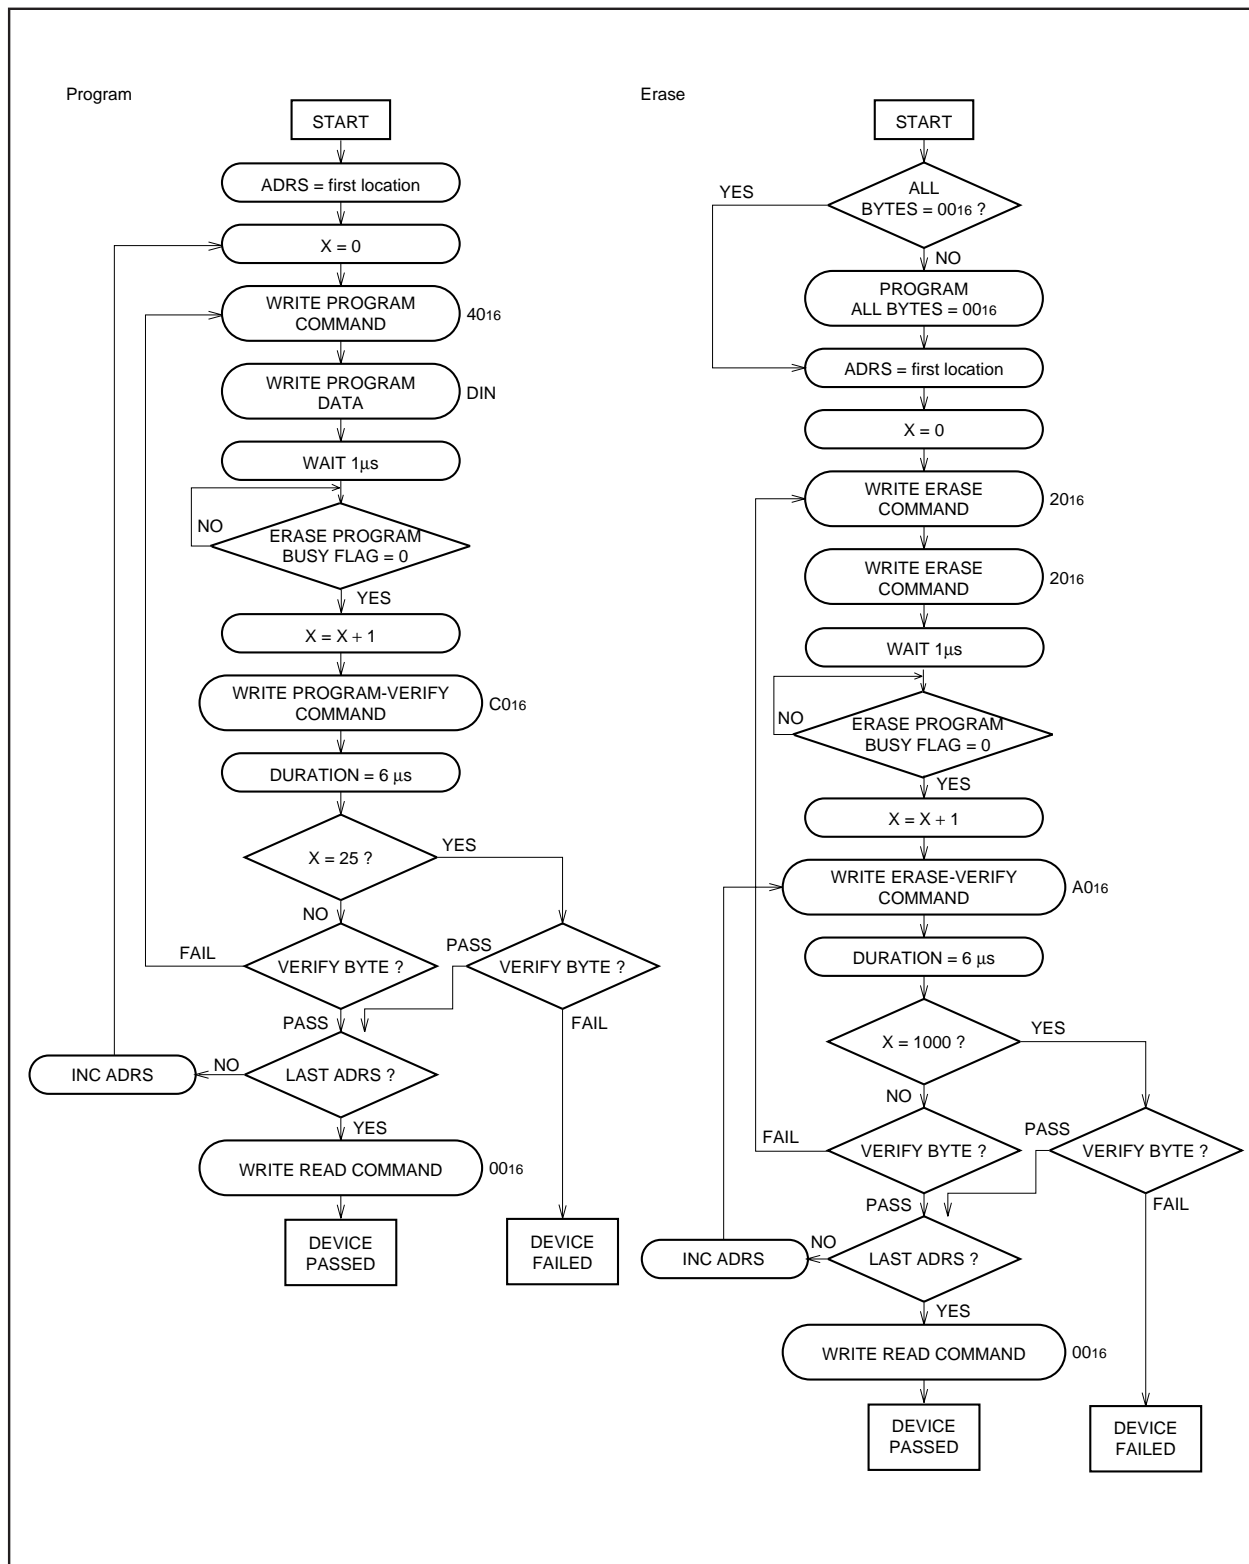 Program
START
ADRS = first location
X = 0
WRITE PROGRAM
COMMAND
4016
WRITE PROGRAM
DATA
DIN
WAIT 1µs
NO
ERASE PROGRAM
BUSY FLAG = 0
YES
X = X + 1
WRITE PROGRAM-VERIFY
COMMAND
C016
DURATION = 6 µs
X = 25 ?
YES
NO
FAIL
VERIFY BYTE ?
PASS
VERIFY BYTE ?
PASS
FAIL
INC ADRS
NO
LAST ADRS ?
YES
WRITE READ COMMAND
0016
DEVICE
PASSED
DEVICE
FAILED
Erase
START
YES
ALL
BYTES = 0016 ?
NO
PROGRAM
ALL BYTES = 0016
ADRS = first location
X = 0
WRITE ERASE
COMMAND
2016
WRITE ERASE
COMMAND
2016
WAIT 1µs
NO
ERASE PROGRAM
BUSY FLAG = 0
YES
X = X + 1
WRITE ERASE-VERIFY
COMMAND
A016
DURATION = 6 µs
X = 1000 ?
YES
NO
FAIL
VERIFY BYTE ?
PASS
VERIFY BYTE ?
PASS
FAIL
INC ADRS
NO
LAST ADRS ?
YES
WRITE READ COMMAND
0016
DEVICE
PASSED
DEVICE
FAILED